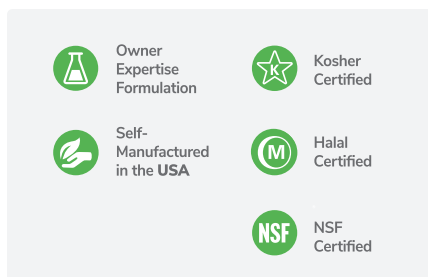 Owner
Expertise
Formulation
Self-
Manufactured
in the USA
K
Kosher
Certified
M
Halal
Certified
NSF
NSF
Certified